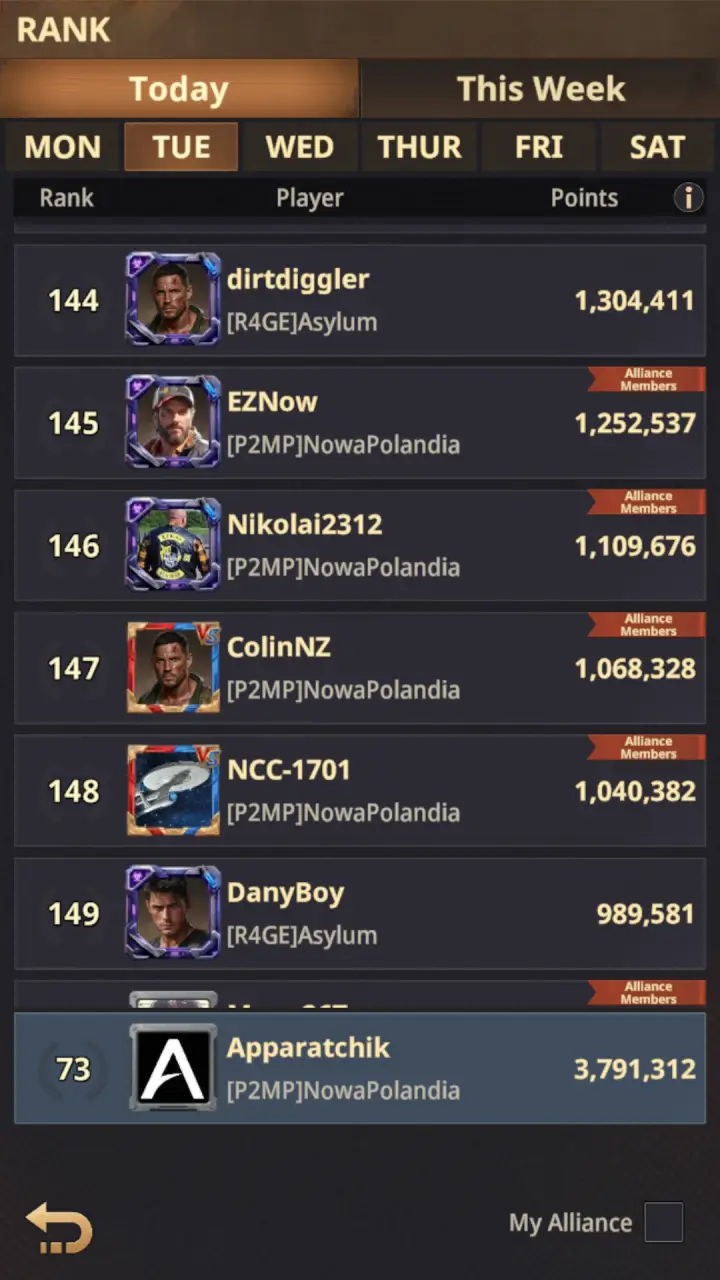 RANK
Today
This Week
MON
TUE
WED
THUR
FRI
SAT
Rank
Player
Points
144
dirtdiggler
[R4GE]Asylum
1,304,411
Alliance
Members
145
EZNow
[P2MP]NowaPolandia
1,252,537
Alliance
Members
146
Nikolai2312
[P2MP]NowaPolandia
1,109,676
Alliance
Members
147
VS
ColinNZ
[P2MP]NowaPolandia
1,068,328
Alliance
Members
148
VS
NCC-1701
[P2MP]NowaPolandia
1,040,382
149
DanyBoy
[R4GE]Asylum
989,581
Alliance
Members
73
Apparatchik
[P2MP]NowaPolandia
3,791,312
My Alliance